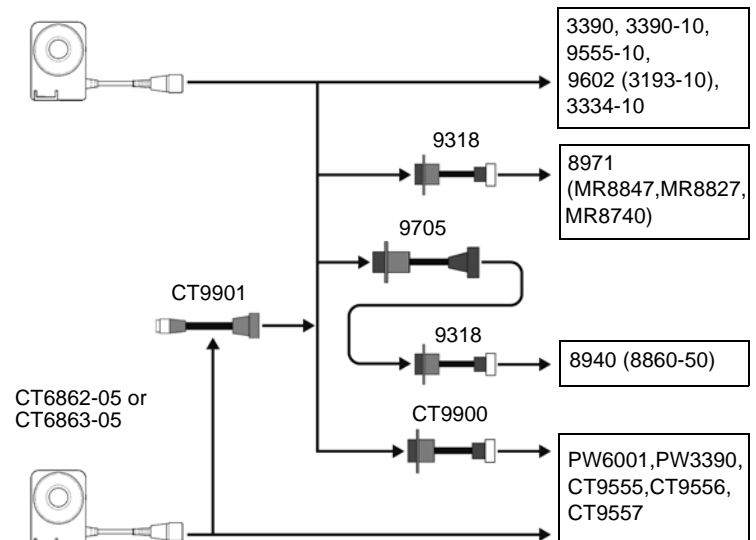 3390, 3390-10,
9555-10,
9602 (3193-10),
3334-10
9318
8971
(MR8847,MR8827,
MR8740)
9705
CT9901
9318
8940 (8860-50)
CT6862-05 or
CT6863-05
CT9900
PW6001,PW3390,
CT9555,CT9556,
CT9557